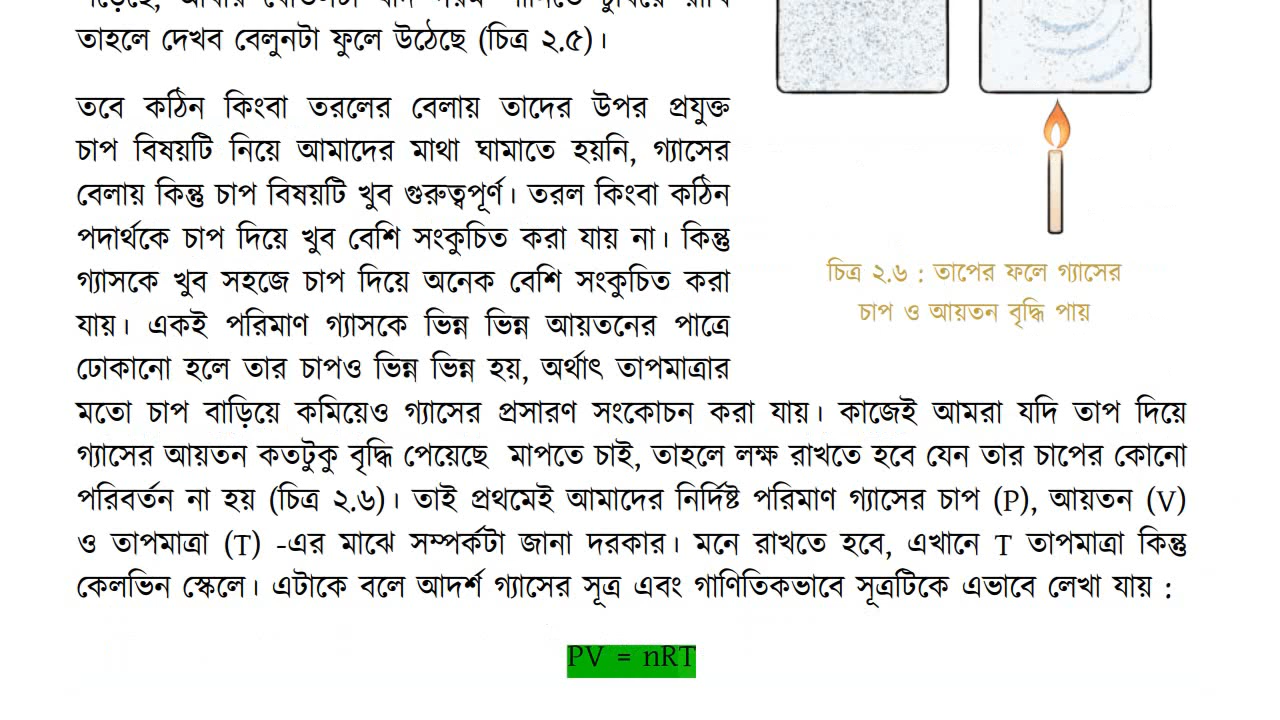 তাহলে দেখব বেলুনটা ফুলে উঠেছে (চিত্র ২.৫)।
তবে কঠিন কিংবা তরলের বেলায় তাদের উপর প্রযুক্ত
চাপ বিষয়টি নিয়ে আমাদের মাথা ঘামাতে হয়নি, গ্যাসের
বেলায় কিন্তু চাপ বিষয়টি খুব গুরুত্বপূর্ণ। তরল কিংবা কঠিন
পদার্থকে চাপ দিয়ে খুব বেশি সংকুচিত করা যায় না। কিন্তু
গ্যাসকে খুব সহজে চাপ দিয়ে অনেক বেশি সংকুচিত করা
যায়। একই পরিমাণ গ্যাসকে ভিন্ন ভিন্ন আয়তনের পাত্রে
ঢোকানো হলে তার চাপও ভিন্ন ভিন্ন হয়, অর্থাৎ তাপমাত্রার
মতো চাপ বাড়িয়ে কমিয়েও গ্যাসের প্রসারণ সংকোচন করা যায়। কাজেই আমরা যদি তাপ দিয়ে
গ্যাসের আয়তন কতটুকু বৃদ্ধি পেয়েছে মাপতে চাই, তাহলে লক্ষ রাখতে হবে যেন তার চাপের কোনো
পরিবর্তন না হয় (চিত্র ২.৬)। তাই প্রথমেই আমাদের নির্দিষ্ট পরিমাণ গ্যাসের চাপ (P), আয়তন (V)
ও তাপমাত্রা (T) -এর মাঝে সম্পর্কটা জানা দরকার। মনে রাখতে হবে, এখানে T তাপমাত্রা কিন্তু
কেলভিন স্কেলে। এটাকে বলে আদর্শ গ্যাসের সূত্র এবং গাণিতিকভাবে সূত্রটিকে এভাবে লেখা যায় :
PV = nRT
চিত্র ২.৬ : তাপের ফলে গ্যাসের
চাপ ও আয়তন বৃদ্ধি পায়